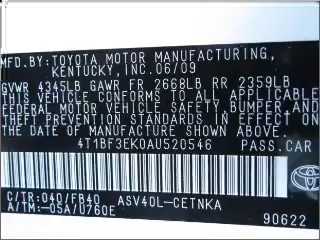 MFD.BY: TOYOTA MOTOR MANUFACTURING,
KENTUCKY, INC. 06/09
GVWR 4345LB GAWR FR 2668LB RR 2359LB
THIS VEHICLE CONFORMS TO ALL APPLICABLE
FEDERAL MOTOR VEHICLE SAFETY, BUMPER, AND
THEFT PREVENTION STANDARDS IN EFFECT ON
THE DATE OF MANUFACTURE SHOWN ABOVE.
4T1BF3EK0AU520546 PASS.CAR
C/TR: 040/FB40 ASV40L-CETNKA
A/TM:-05A/U760E
TOYOTA
90622